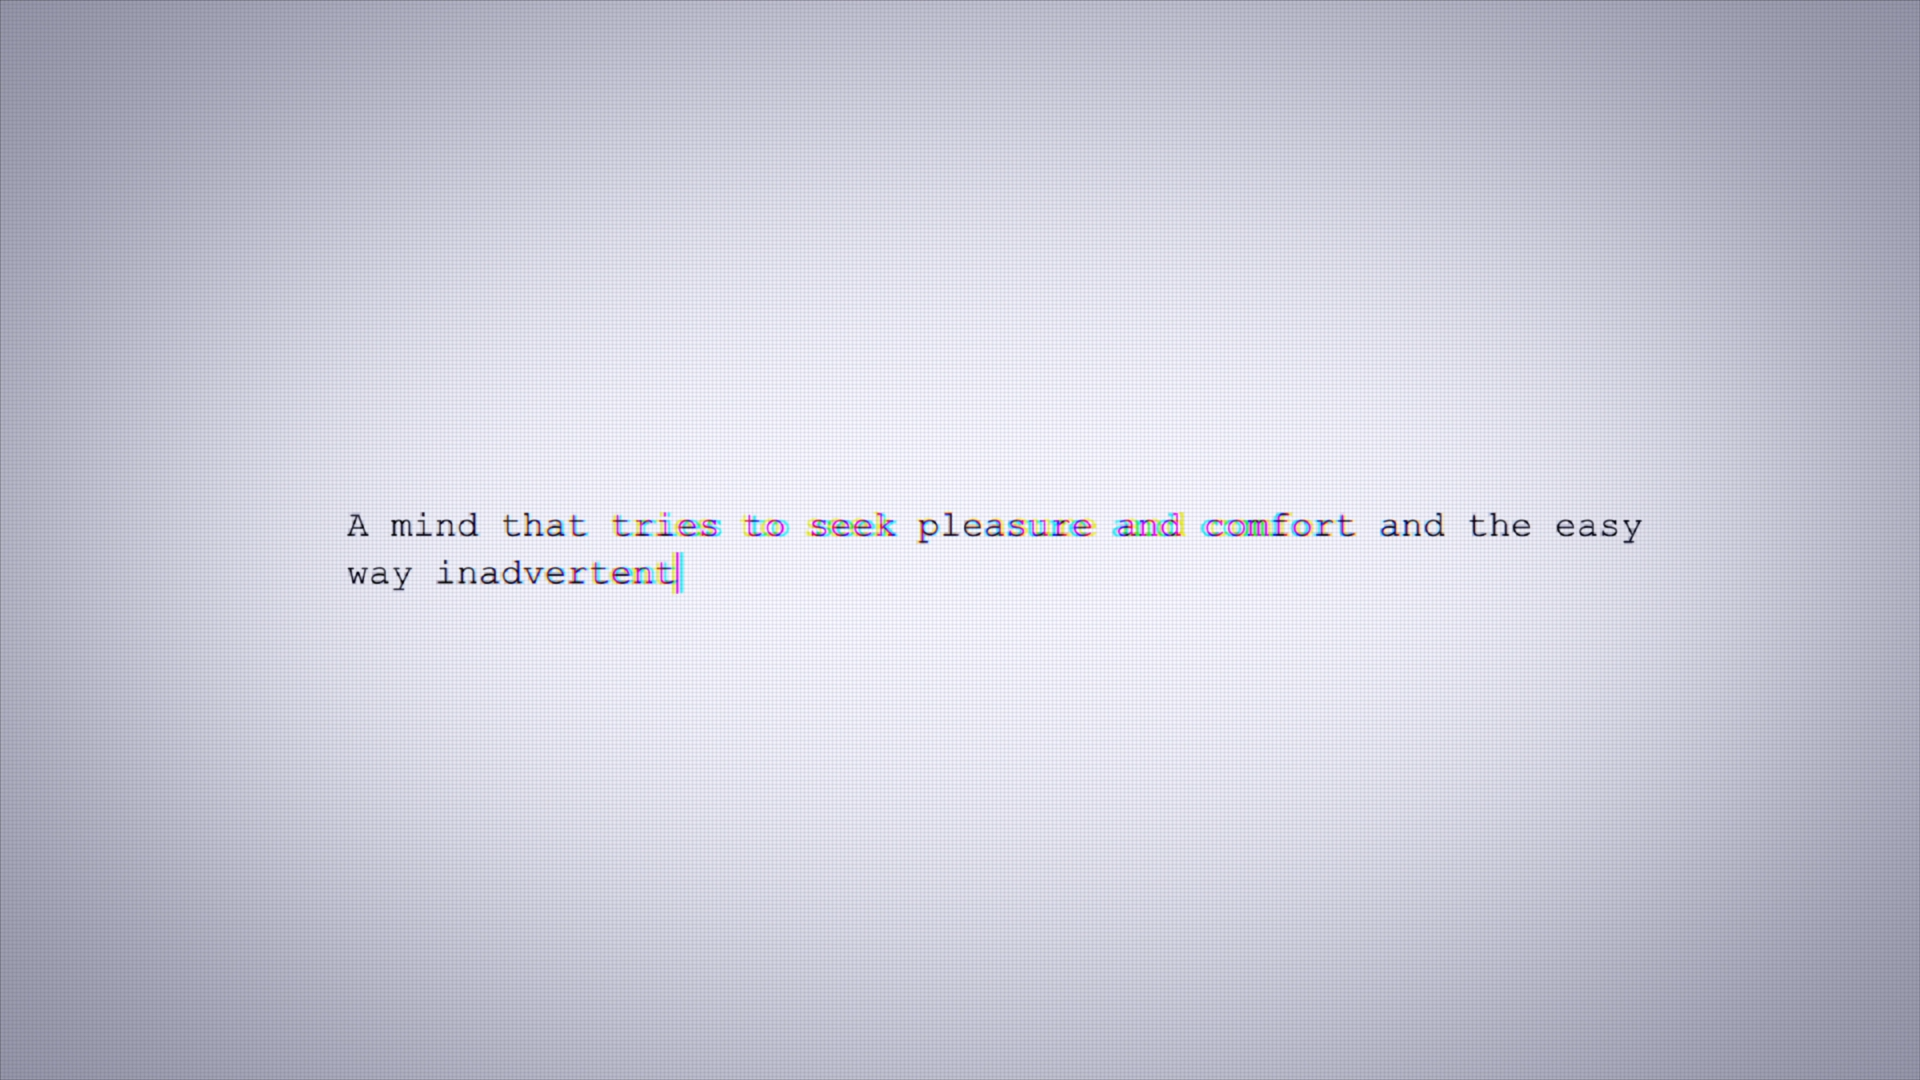 A mind that tries to seek pleasure and comfort and the easy
way inadvertent